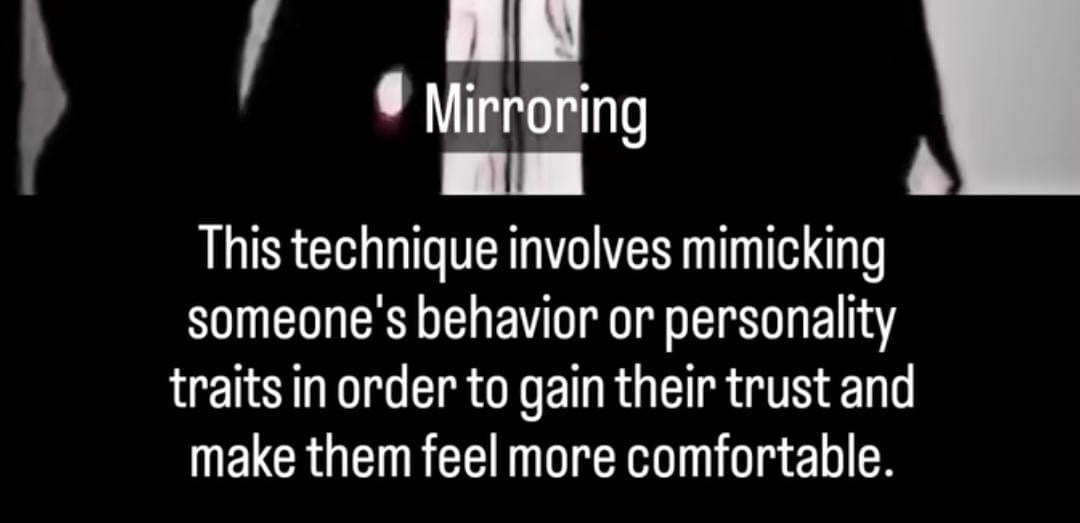 Mirroring
This technique involves mimicking
someone's behavior or personality
traits in order to gain their trust and
make them feel more comfortable.